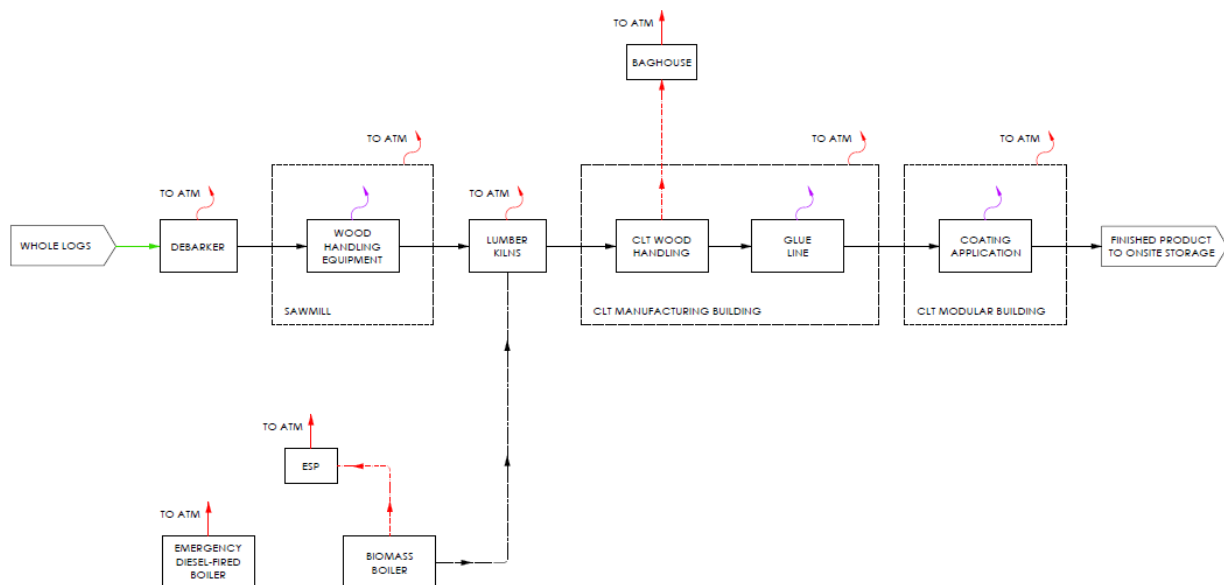 TO ATM
BAGHOUSE
TO ATM
TO ATM
TO ATM
TO ATM
TO ATM
WHOLE LOGS
DEBARKER
WOOD
HANDLING
EQUIPMENT
LUMBER
KILNS
CLT WOOD
HANDLING
GLUE
LINE
COATING
APPLICATION
FINISHED PRODUCT
TO ONSITE STORAGE
SAWMILL
CLT MANUFACTURING BUILDING
CLT MODULAR BUILDING
TO ATM
ESP
TO ATM
EMERGENCY
DIESEL-FIRED
BOILER
BIOMASS
BOILER